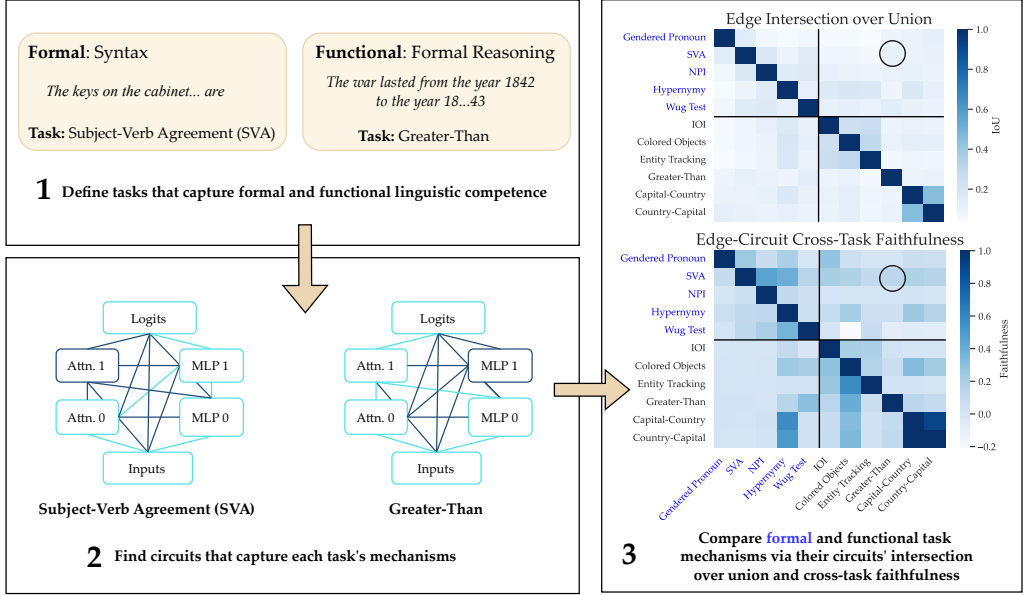 Formal: Syntax
The keys on the cabinet... are
Task: Subject-Verb Agreement (SVA)
Functional: Formal Reasoning
The war lasted from the year 1842
to the year 18...43
Task: Greater-Than
1 Define tasks that capture formal and functional linguistic competence
Logits
Attn. 1
MLP 1
Attn. 0
MLP 0
Inputs
Subject-Verb Agreement (SVA)
Logits
Attn. 1
MLP 1
Attn. 0
MLP 0
Inputs
Greater-Than
2 Find circuits that capture each task's mechanisms
Edge Intersection over Union
Gendered Pronoun
SVA
NPI
Hypernymy
Wug Test
IOI
Colored Objects
Entity Tracking
Greater-Than
Capital-Country
Country-Capital
1.0
0.8
0.6
0.4
0.2
IoU
Edge-Circuit Cross-Task Faithfulness
Gendered Pronoun
SVA
NPI
Hypernymy
Wug Test
IOI
Colored Objects
Entity Tracking
Greater-Than
Capital-Country
Country-Capital
Gendered Pronoun
SVA
NPI
Hypernymy
Wug Test
IOI
Colored Objects
Entity Tracking
Greater-Than
Capital-Country
Country-Capital
1.0
0.8
0.6
0.4
0.2
0.0
−0.2
Faithfulness
3
Compare formal and functional task
mechanisms via their circuits' intersection
over union and cross-task faithfulness